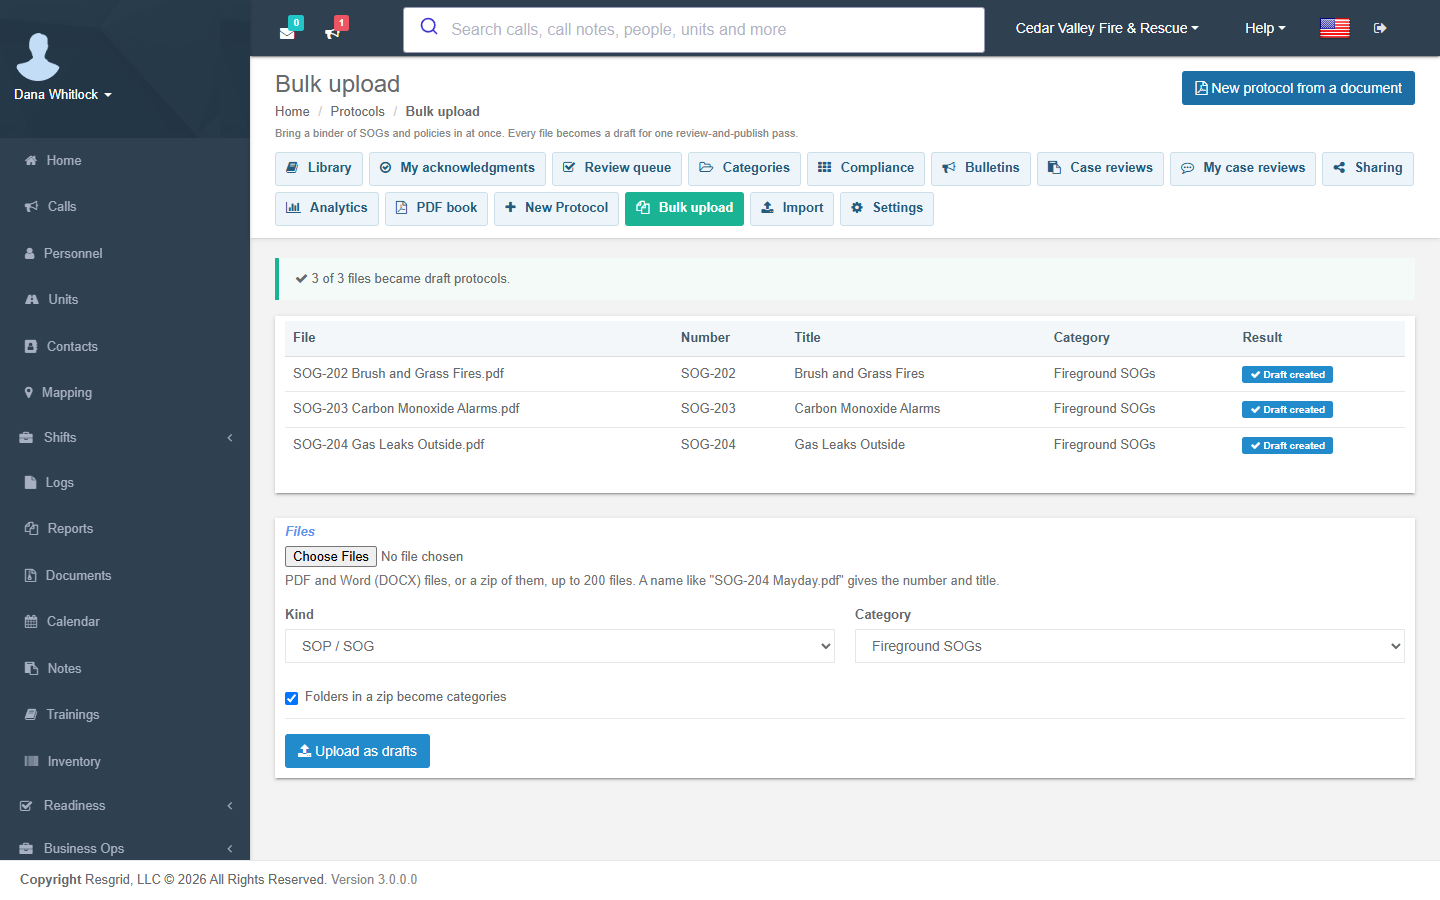 0
1
Search calls, call notes, people, units and more
Cedar Valley Fire & Rescue
Help
Dana Whitlock
Home
Calls
Personnel
Units
Contacts
Mapping
Shifts
Logs
Reports
Documents
Calendar
Notes
Trainings
Inventory
Readiness
Business Ops
Bulk upload
New protocol from a document
Home / Protocols / Bulk upload
Bring a binder of SOGs and policies in at once. Every file becomes a draft for one review-and-publish pass.
Library
My acknowledgments
Review queue
Categories
Compliance
Bulletins
Case reviews
My case reviews
Sharing
Analytics
PDF book
New Protocol
Bulk upload
Import
Settings
3 of 3 files became draft protocols.
File Number Title Category Result
SOG-202 Brush and Grass Fires.pdf SOG-202 Brush and Grass Fires Fireground SOGs Draft created
SOG-203 Carbon Monoxide Alarms.pdf SOG-203 Carbon Monoxide Alarms Fireground SOGs Draft created
SOG-204 Gas Leaks Outside.pdf SOG-204 Gas Leaks Outside Fireground SOGs Draft created
Files
Choose Files No file chosen
PDF and Word (DOCX) files, or a zip of them, up to 200 files. A name like "SOG-204 Mayday.pdf" gives the number and title.
Kind Category
SOP / SOG Fireground SOGs
Folders in a zip become categories
Upload as drafts
Copyright Resgrid, LLC © 2026 All Rights Reserved. Version 3.0.0.0